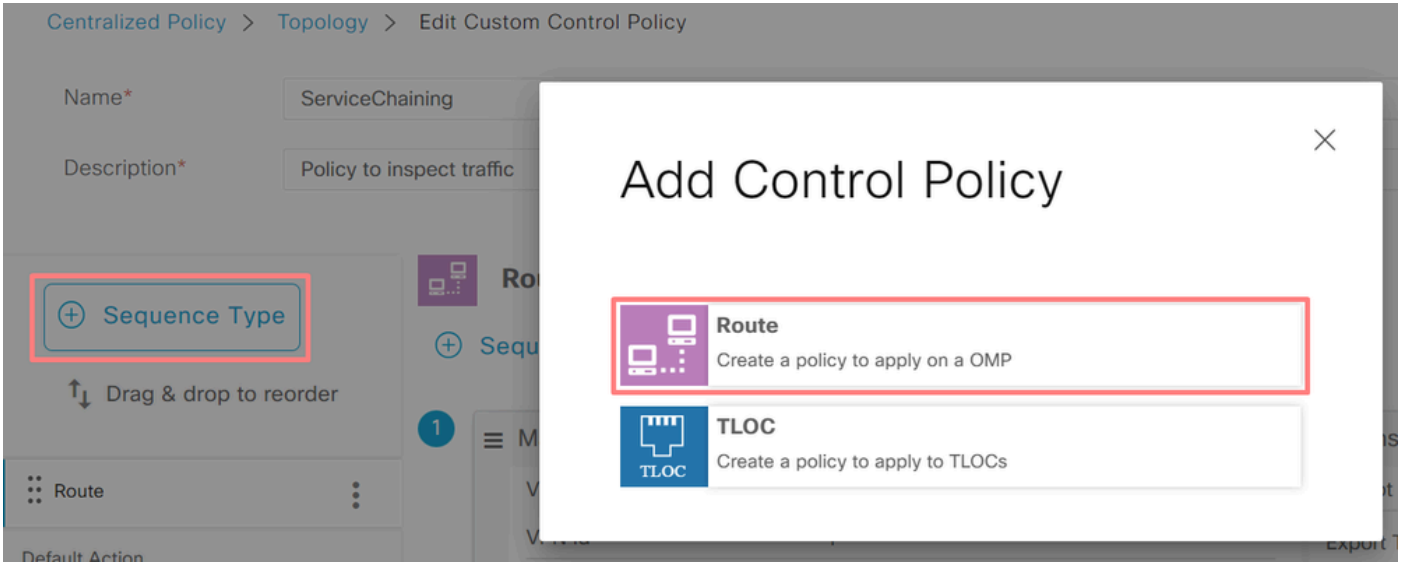 Centralized Policy > Topology > Edit Custom Control Policy
Name*
ServiceChaining
Description*
Policy to inspect traffic
Add Control Policy
Sequence Type
Drag & drop to reorder
Route
Create a policy to apply on a OMP
TLOC
TLOC
Create a policy to apply to TLOCs
1
Route
Default Action